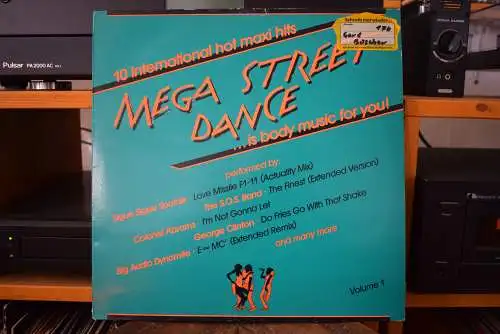 Pulsar PA2000 AC
10 international hot maxi hits
MEGA STREET
DANCE
...is body music for you!
performed by:
Sigue Sigue Sputnik · Love Missile F1-11 (Actuality Mix)
The S.O.S. Band · The Finest (Extended Version)
Colonel Abrams · I'm Not Gonna Let
George Clinton · Do Fries Go With That Shake
Big Audio Dynamite · E=MC² (Extended Remix)
and many more
Volume 1